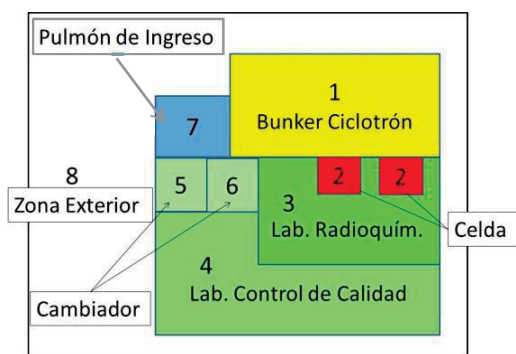 Pulmón de Ingreso
1
Bunker Ciclotrón
7
8
Zona Exterior
5
6
2
2
3
Lab. Radioquím.
Celda
4
Lab. Control de Calidad
Cambiador